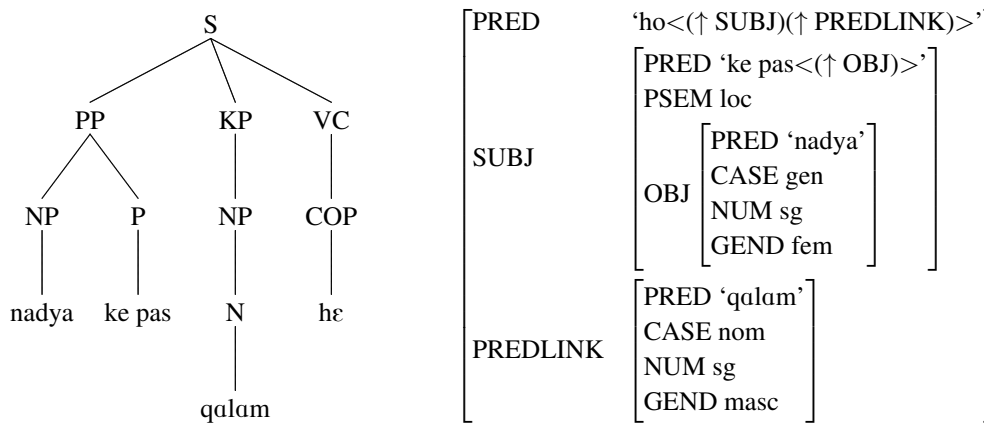 S
PP KP VC
NP P NP COP
nadya ke pas N hɛ
qɑlɑm
PRED ‘ho<(↑ SUBJ)(↑ PREDLINK)>’
SUBJ
PRED ‘ke pas<(↑ OBJ)>’
PSEM loc
OBJ
PRED ‘nadya’
CASE gen
NUM sg
GEND fem
PREDLINK
PRED ‘qɑlɑm’
CASE nom
NUM sg
GEND masc